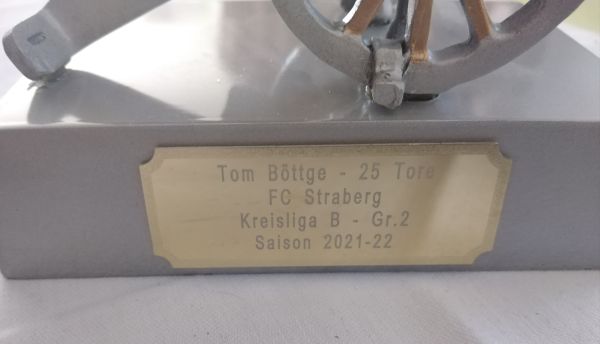 Tom Böttge - 25 Tore
FC Straberg
Kreisliga B - Gr.2
Saison 2021-22